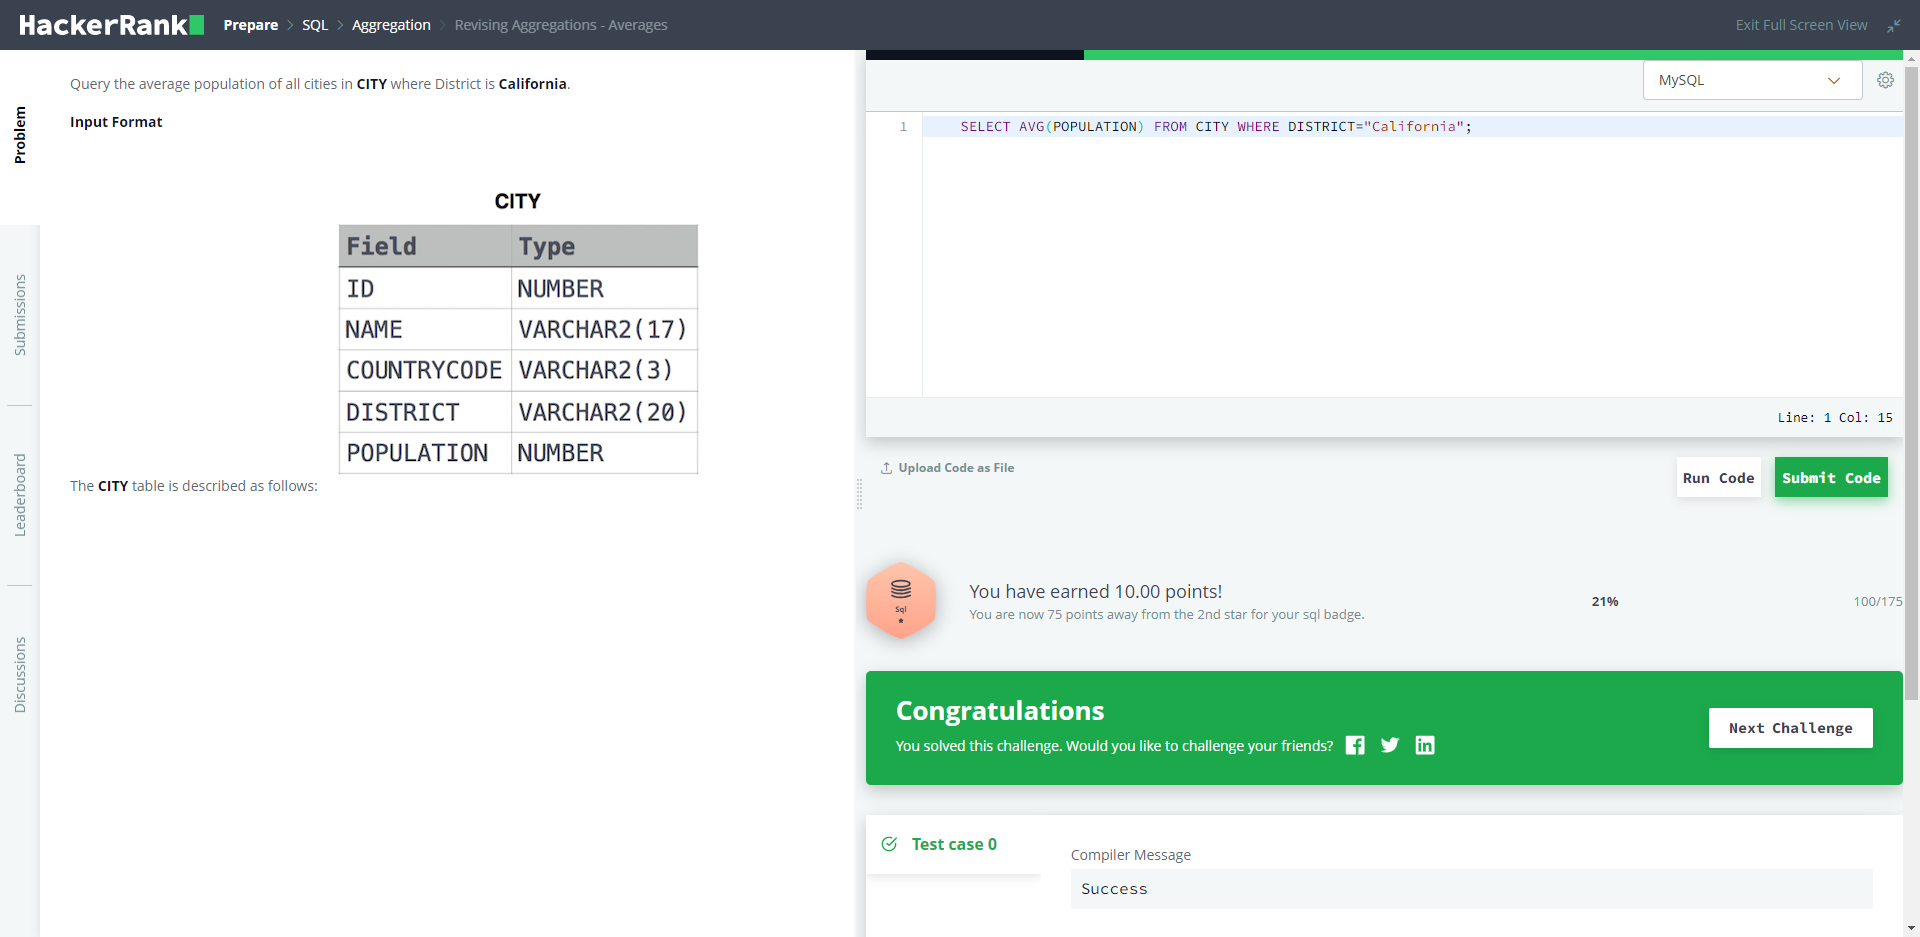 HackerRank
Prepare > SQL > Aggregation > Revising Aggregations - Averages
Exit Full Screen View
Problem
Submissions
Leaderboard
Discussions
Query the average population of all cities in CITY where District is California.
Input Format
CITY
Field Type
ID NUMBER
NAME VARCHAR2(17)
COUNTRYCODE VARCHAR2(3)
DISTRICT VARCHAR2(20)
POPULATION NUMBER
The CITY table is described as follows:
MySQL
1 SELECT AVG(POPULATION) FROM CITY WHERE DISTRICT="California";
Line: 1 Col: 15
Upload Code as File
Run Code
Submit Code
Sql
You have earned 10.00 points!
You are now 75 points away from the 2nd star for your sql badge.
21%
100/175
Congratulations
You solved this challenge. Would you like to challenge your friends?
Next Challenge
Test case 0
Compiler Message
Success